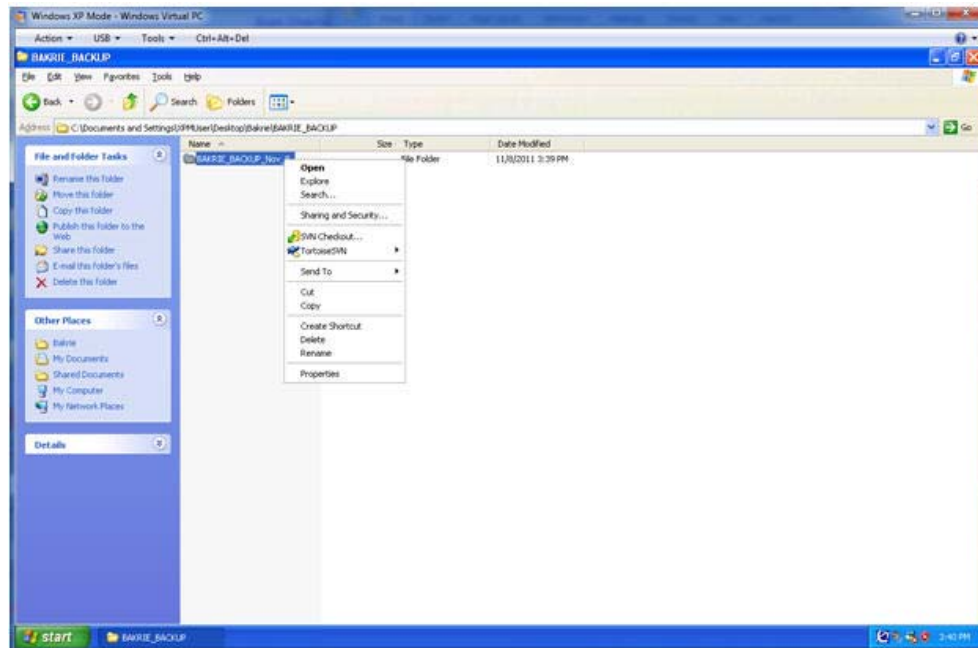 Windows XP Mode - Windows Virtual PC
Action USB Tools Ctrl+Alt+Del
BAKRIE_BACKUP
File Edit View Favorites Tools Help
Back Search Folders
Address C:\Documents and Settings\XPMUser\Desktop\Bakrie\BAKRIE_BACKUP Go
Name Size Type Date Modified
BAKRIE_BACKUP_Nov File Folder 11/8/2011 3:39 PM
File and Folder Tasks
Rename this folder
Move this folder
Copy this folder
Publish this folder to the
Web
Share this folder
E-mail this folder's files
Delete this folder
Other Places
Bakrie
My Documents
Shared Documents
My Computer
My Network Places
Details
Open
Explore
Search...
Sharing and Security...
SVN Checkout...
TortoiseSVN
Send To
Cut
Copy
Create Shortcut
Delete
Rename
Properties
start BAKRIE_BACKUP 3:40 PM